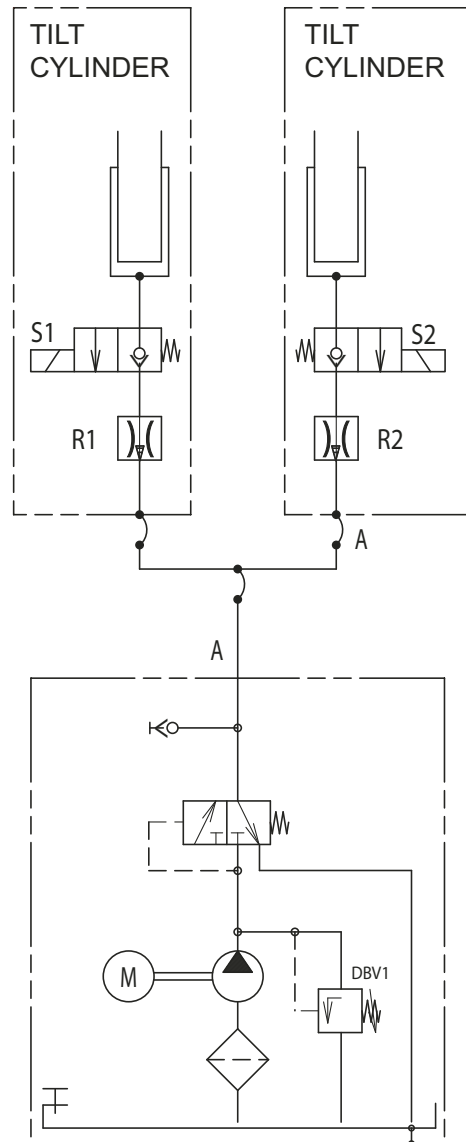 TILT
CYLINDER
TILT
CYLINDER
S1
S2
R1
R2
A
A
M
DBV1